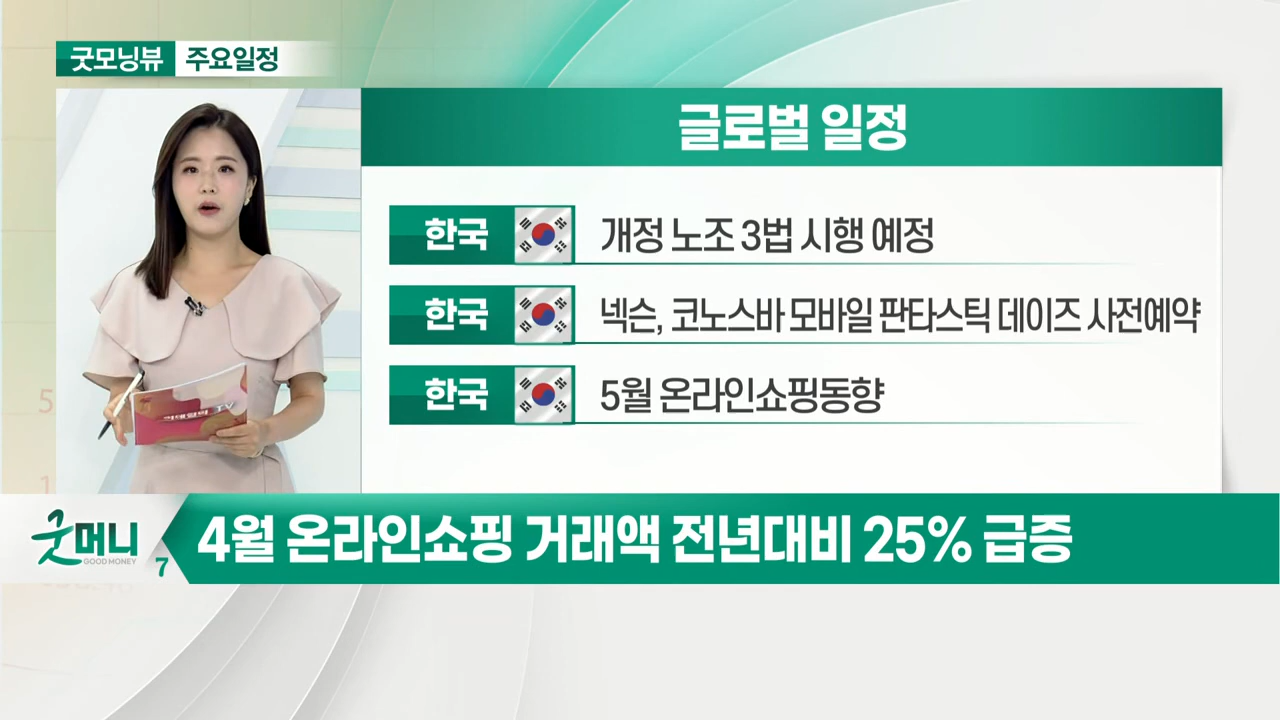 굿모닝뷰 주요일정
글로벌 일정
한국 개정 노조 3법 시행 예정
한국 넥슨, 코노스바 모바일 판타스틱 데이즈 사전예약
한국 5월 온라인쇼핑동향
굿머니
GOOD MONEY
7
4월 온라인쇼핑 거래액 전년대비 25% 급증